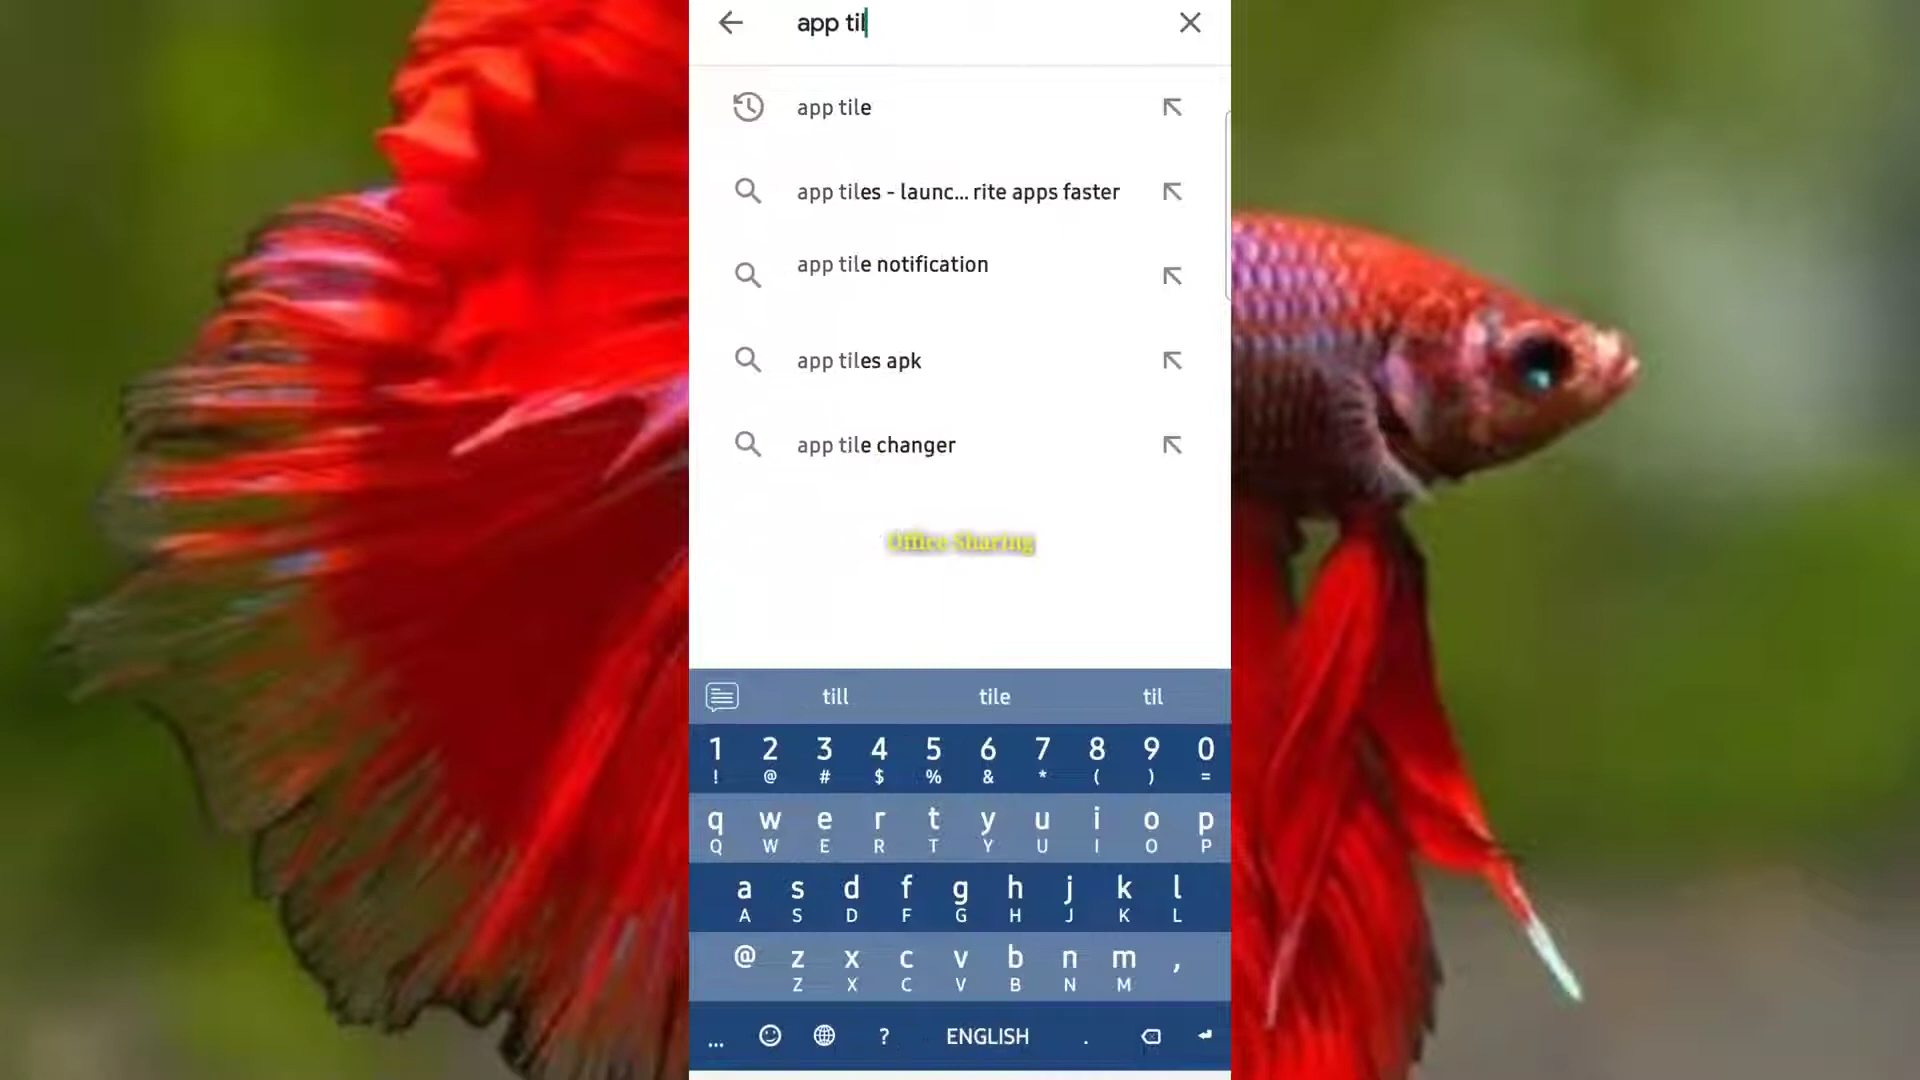 app til
app tile
app tiles - launc... rite apps faster
app tile notification
app tiles apk
app tile changer
Office Sharing
till tile til
1 2 3 4 5 6 7 8 9 0
! @ # $ % & * ( ) =
q w e r t y u i o p
Q W E R T Y U I O P
a s d f g h j k l
A S D F G H J K L
@ z x c v b n m ,
Z X C V B N M
... ? ENGLISH .